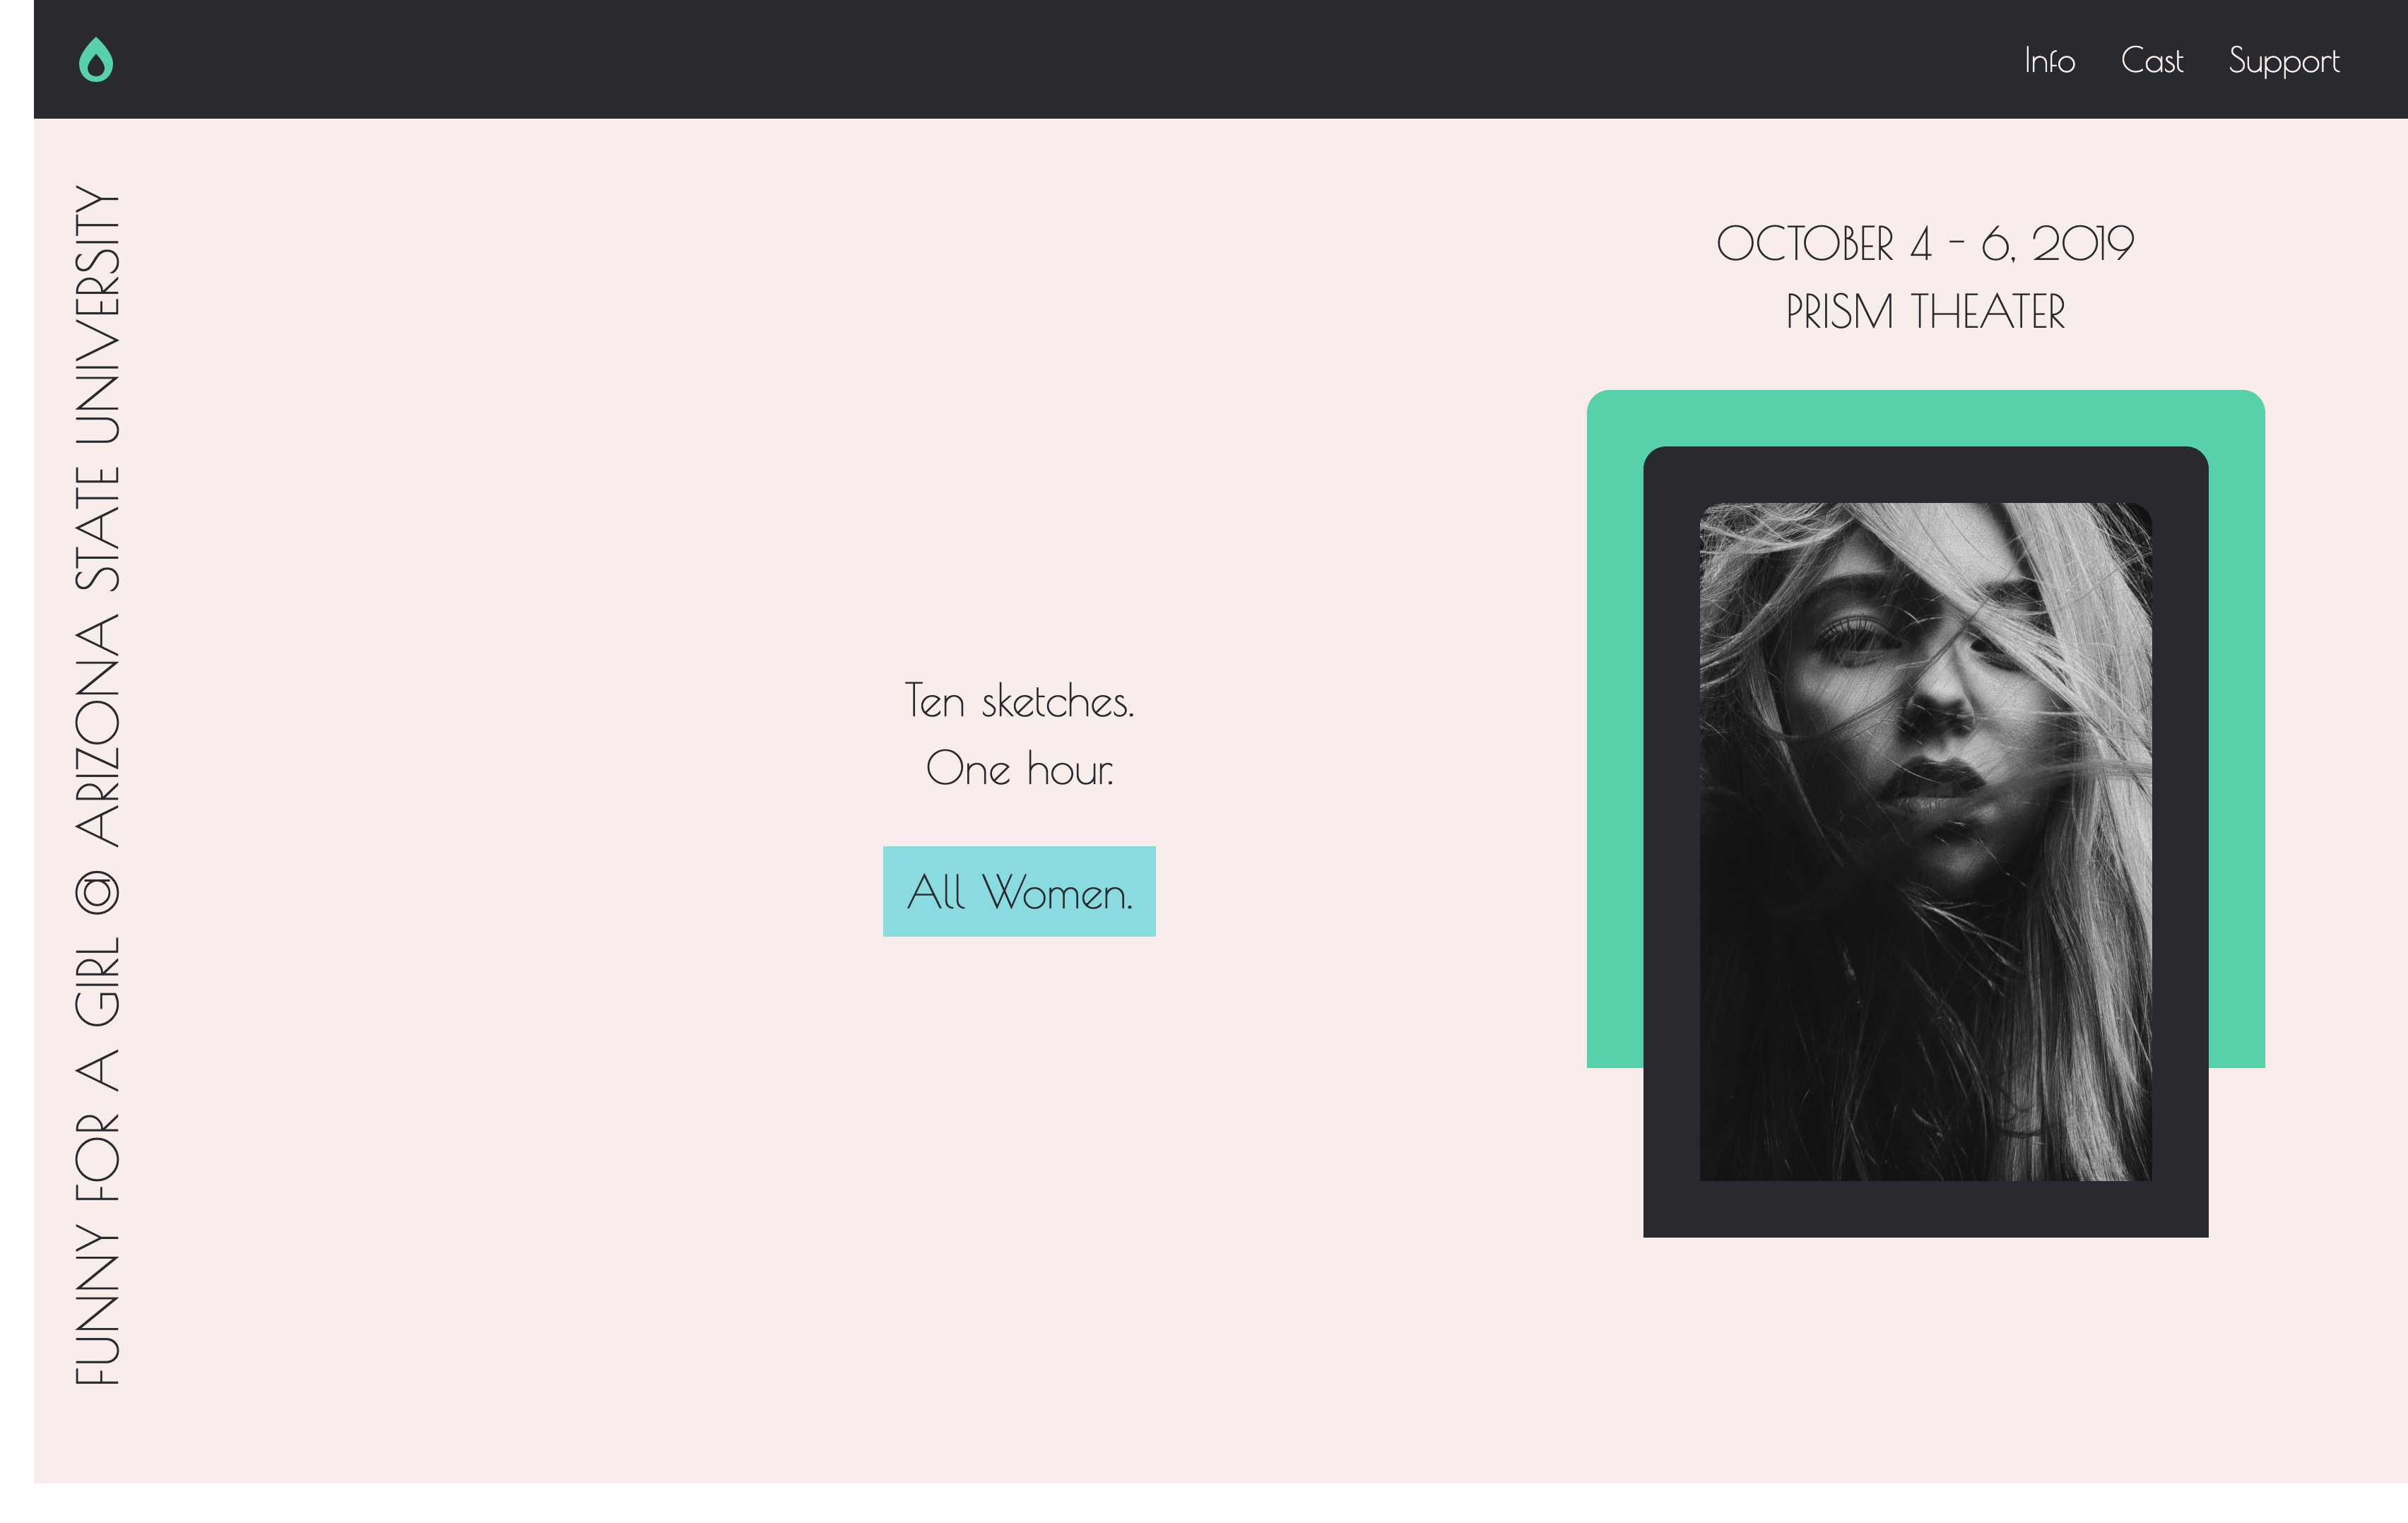 Info Cast Support
FUNNY FOR A GIRL @ ARIZONA STATE UNIVERSITY
Ten sketches.
One hour.
All Women.
OCTOBER 4 - 6, 2019
PRISM THEATER